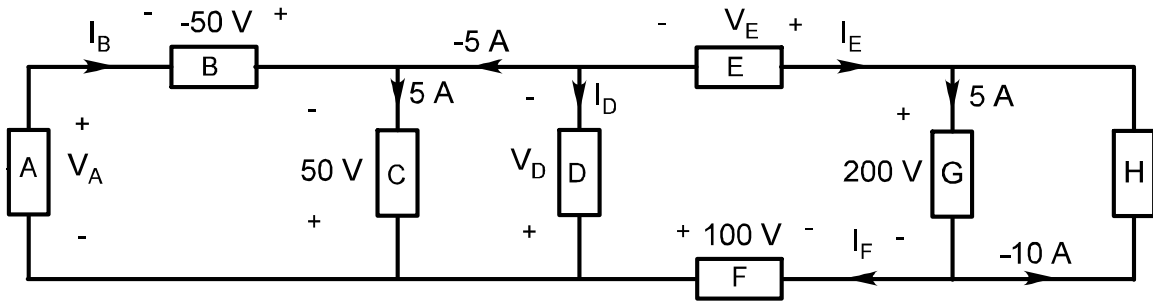 - -50 V +
I_B
B
-5 A
- V_E +
E
I_E
5 A
-
- I_D
5 A
+
+
A
V_A
-
50 V
C
+
V_D
D
+
200 V
G
H
+ 100 V -
F
I_F
-
-10 A